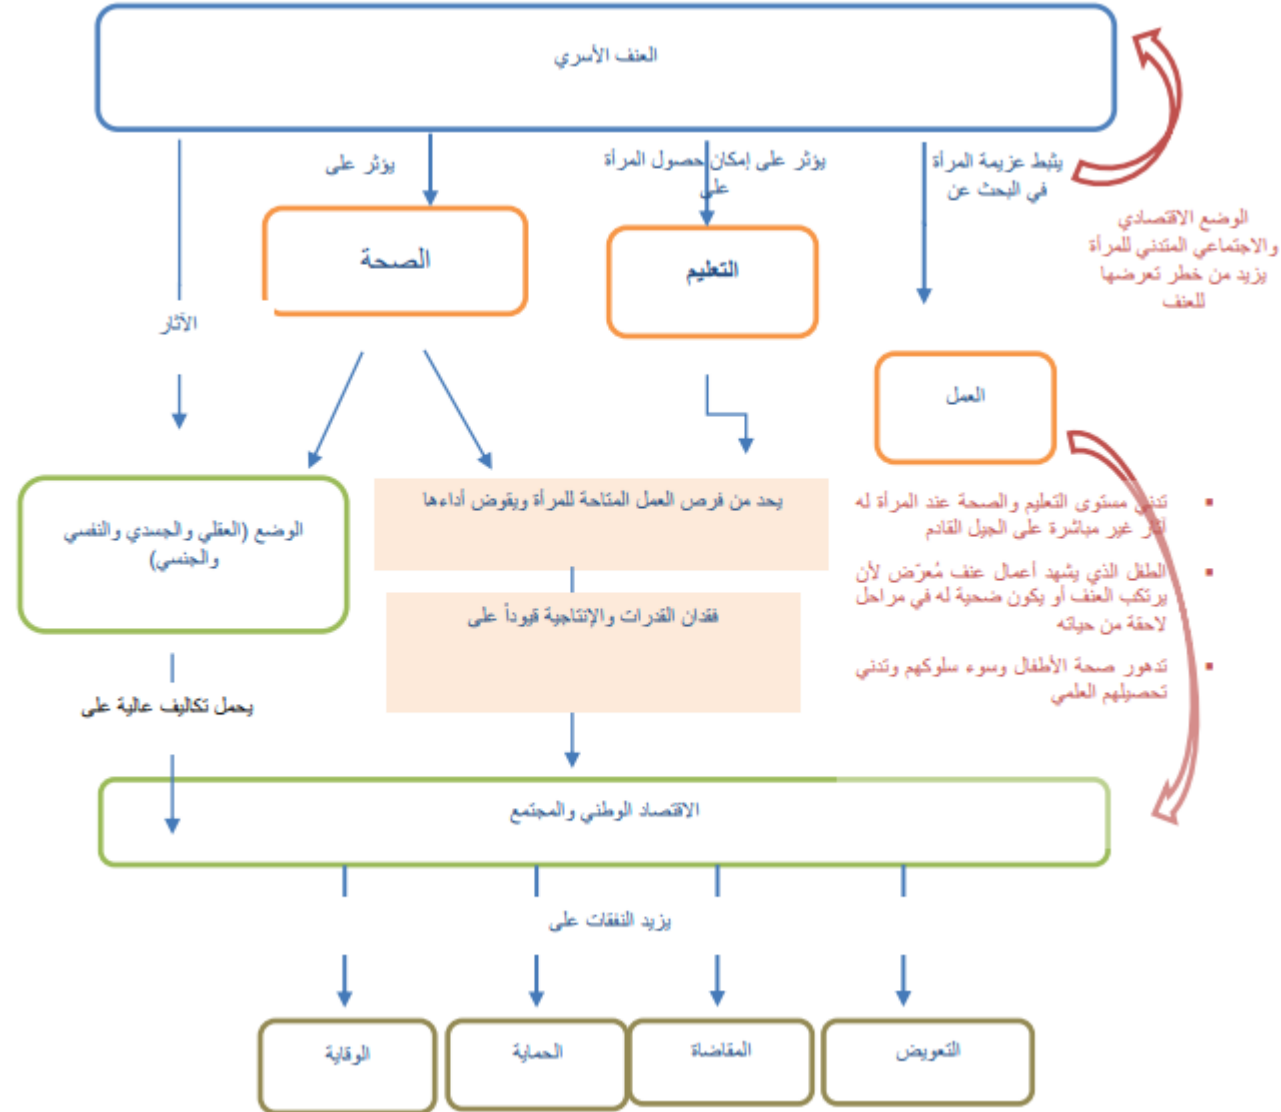 العنف الأسري
يثبط عزيمة المرأة
في البحث عن
يؤثر على إمكان حصول المرأة
على
يؤثر على
الوضع الاقتصادي
والاجتماعي المتدني للمرأة
يزيد من خطر تعرضها
للعنف
الصحة
التعليم
الآثار
العمل
تدني مستوى التعليم والصحة عند المرأة له
آثار غير مباشرة على الجيل القادم
الطفل الذي يشهد أعمال عنف مُعرّض لأن
يرتكب العنف أو يكون ضحية له في مراحل
لاحقة من حياته
تدهور صحة الأطفال وسوء سلوكهم وتدني
تحصيلهم العلمي
يحد من فرص العمل المتاحة للمرأة ويقوض أداءها
الوضع (العقلي والجسدي والنفسي
والجنسي)
فقدان القدرات والإنتاجية قيوداً على
يحمل تكاليف عالية على
الاقتصاد الوطني والمجتمع
يزيد النفقات على
التعويض
المقاضاة
الحماية
الوقاية